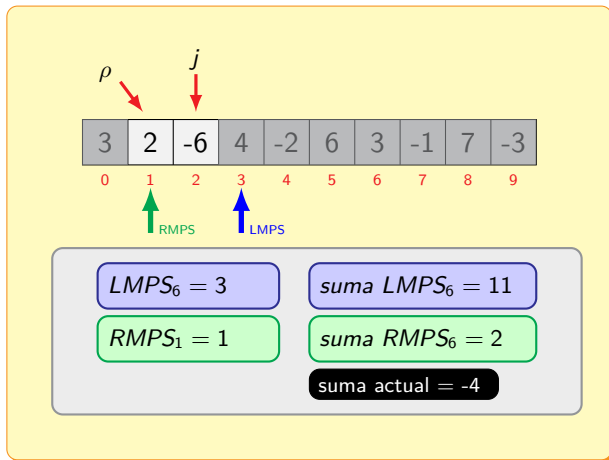 ρ j
3 2 -6 4 -2 6 3 -1 7 -3
0 1 2 3 4 5 6 7 8 9
RMPS LMPS
LMPS₆ = 3 suma LMPS₆ = 11
RMPS₁ = 1 suma RMPS₆ = 2
suma actual = -4